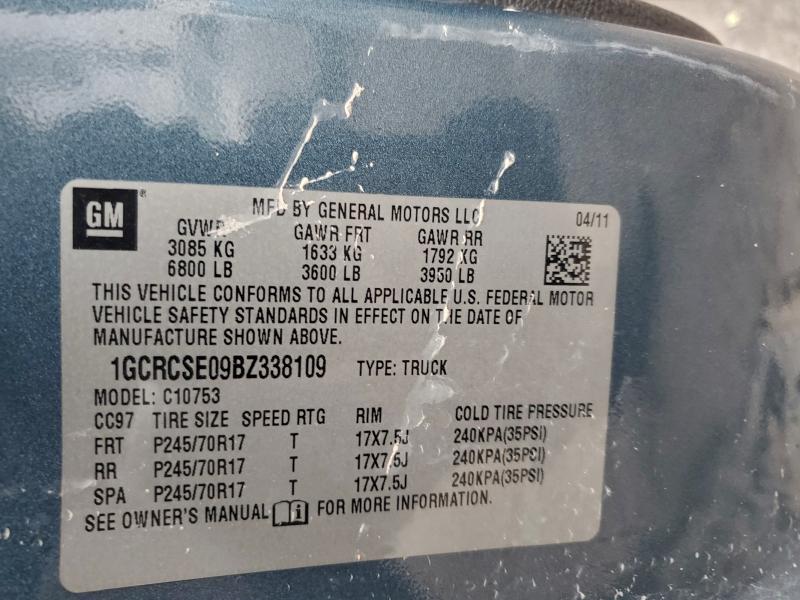 GM
MFD BY GENERAL MOTORS LLC 04/11
GVWR GAWR FRT GAWR RR
3085 KG 1633 KG 1792 KG
6800 LB 3600 LB 3950 LB
THIS VEHICLE CONFORMS TO ALL APPLICABLE U.S. FEDERAL MOTOR
VEHICLE SAFETY STANDARDS IN EFFECT ON THE DATE OF
MANUFACTURE SHOWN ABOVE.
1GCRCSE09BZ338109 TYPE: TRUCK
MODEL: C10753
CC97 TIRE SIZE SPEED RTG RIM COLD TIRE PRESSURE
FRT P245/70R17 T 17X7.5J 240KPA(35PSI)
RR P245/70R17 T 17X7.5J 240KPA(35PSI)
SPA P245/70R17 T 17X7.5J 240KPA(35PSI)
SEE OWNER'S MANUAL FOR MORE INFORMATION.